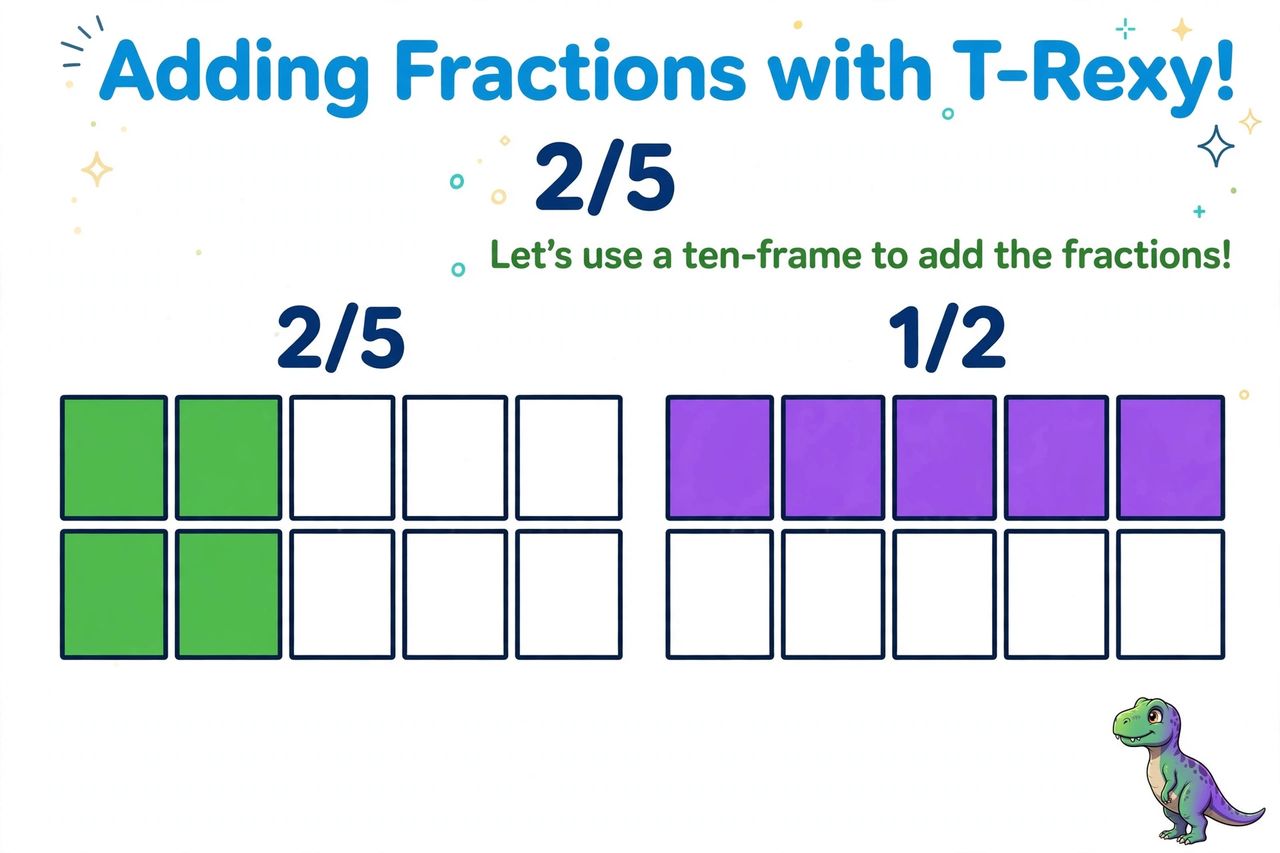 Adding Fractions with T-Rexy!
2/5
Let's use a ten-frame to add the fractions!
2/5
1/2